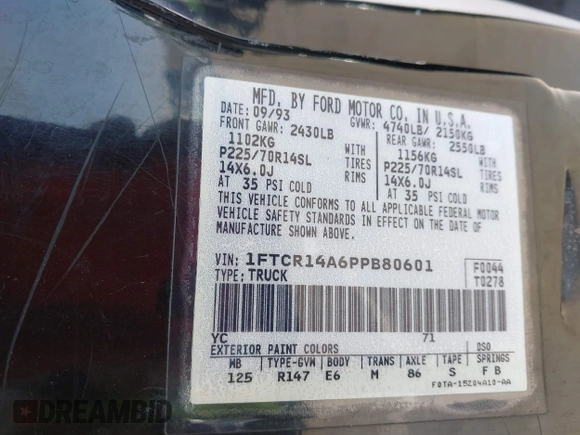 MFD. BY FORD MOTOR CO. IN U.S.A.
DATE: 09/93 GVWR: 4740LB/ 2150KG
FRONT GAWR: 2430LB REAR GAWR: 2550LB
1102KG 1156KG
P225/70R14SL TIRES P225/70R14SL TIRES
14X6.0J RIMS 14X6.0J RIMS
AT 35 PSI COLD AT 35 PSI COLD
THIS VEHICLE CONFORMS TO ALL APPLICABLE FEDERAL MOTOR
VEHICLE SAFETY STANDARDS IN EFFECT ON THE DATE OF
MANUFACTURE SHOWN ABOVE.
VIN: 1FTCR14A6PPB80601 F0044
TYPE: TRUCK T0278
YC 71
EXTERIOR PAINT COLORS DSO
WB TYPE-GVW BODY TRANS AXLE TAPE SPRINGS
125 R147 E6 M 86 S F B
F0TA-15204A10-AA
DREAMBID